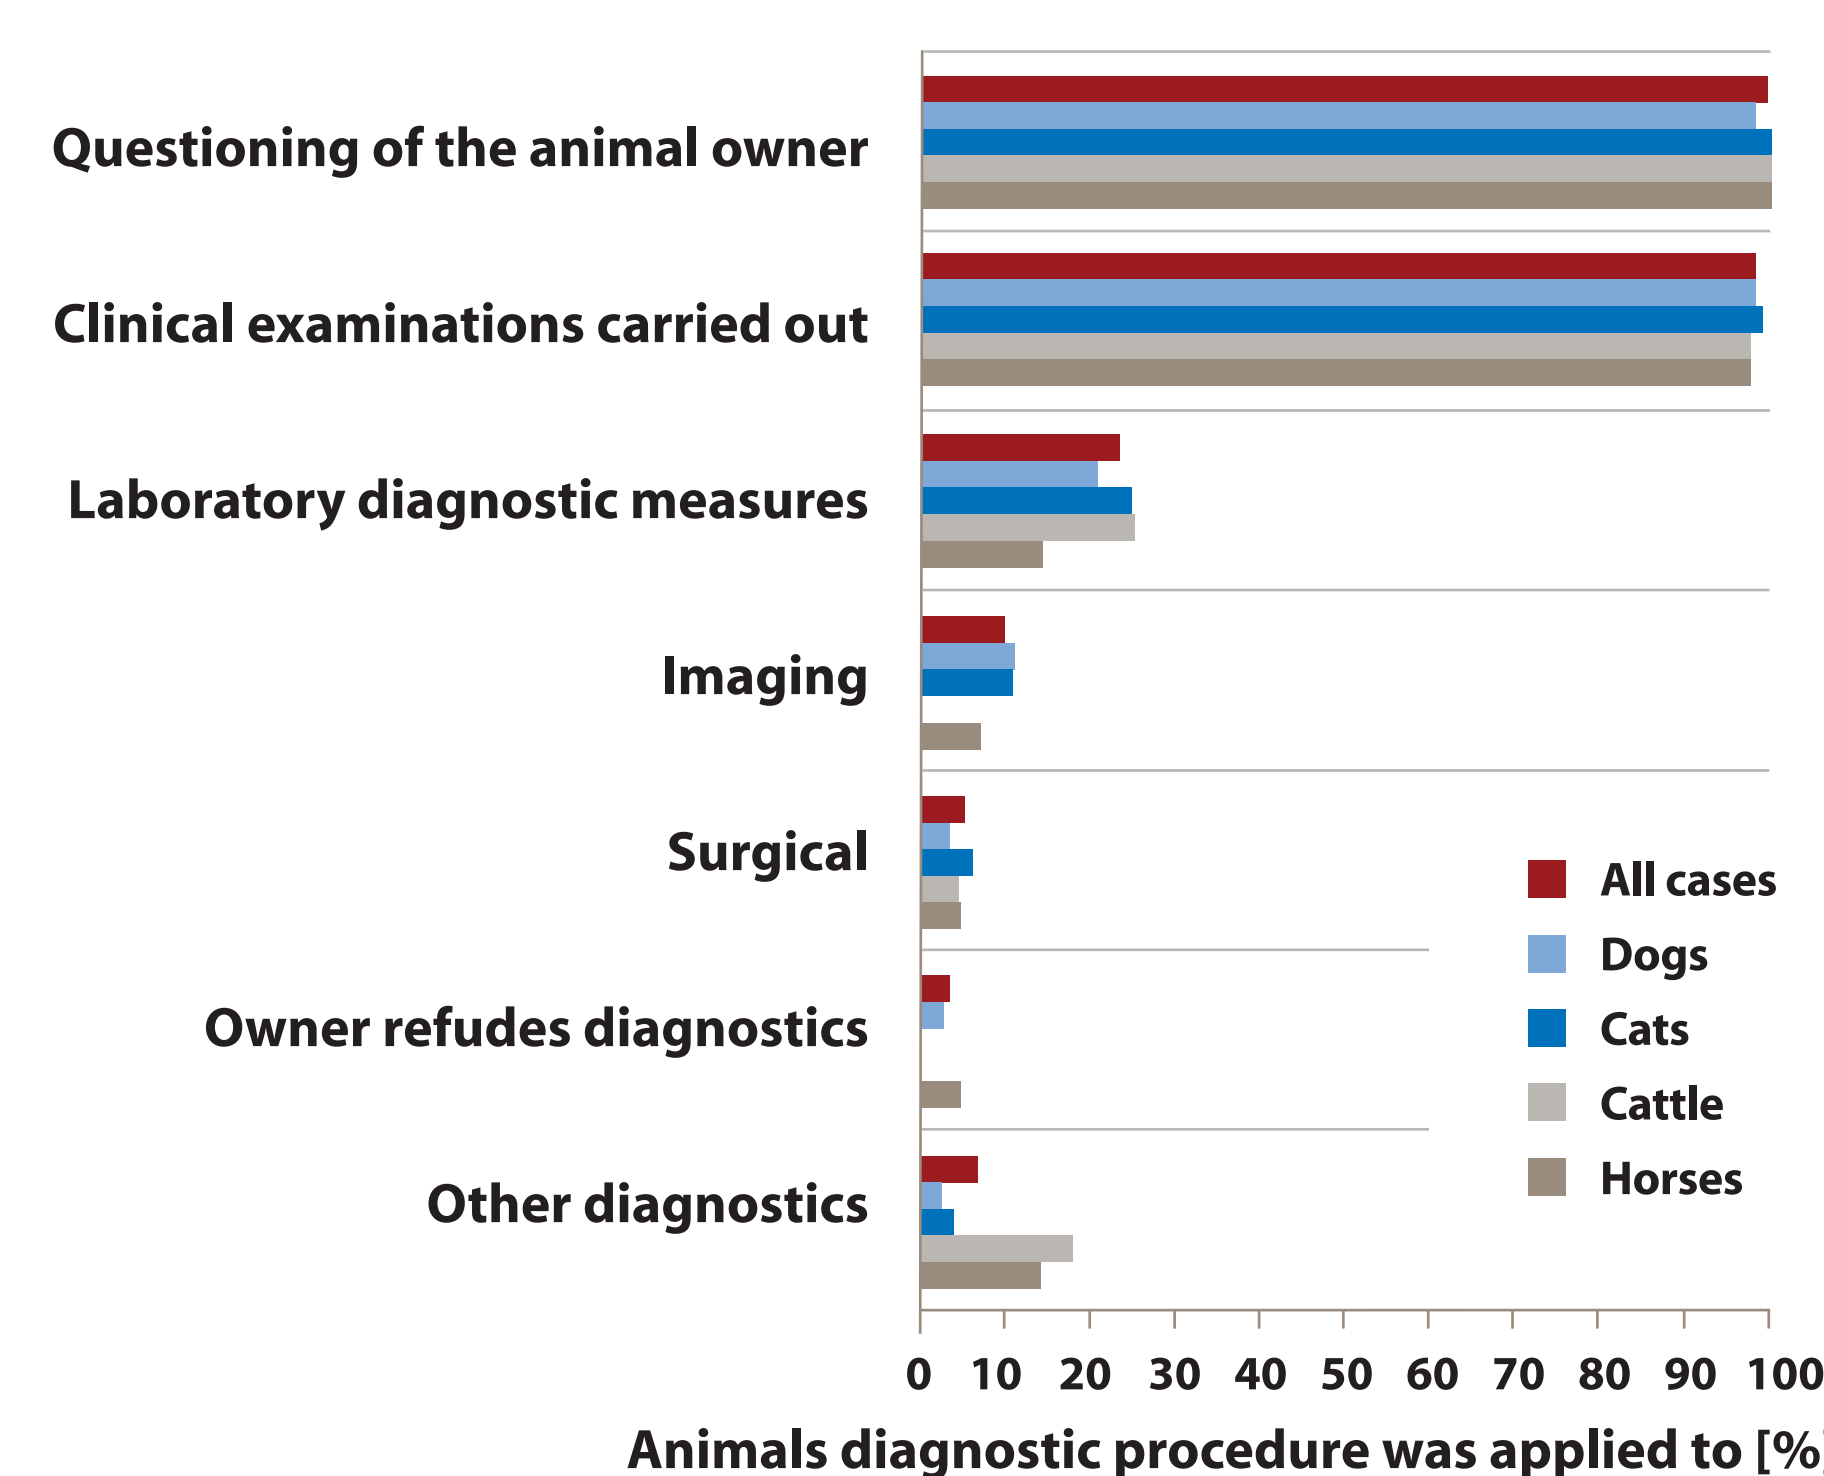 Questioning of the animal owner
Clinical examinations carried out
Laboratory diagnostic measures
Imaging
Surgical
Owner refudes diagnostics
Other diagnostics
All cases
Dogs
Cats
Cattle
Horses
0 10 20 30 40 50 60 70 80 90 100
Animals diagnostic procedure was applied to [%]